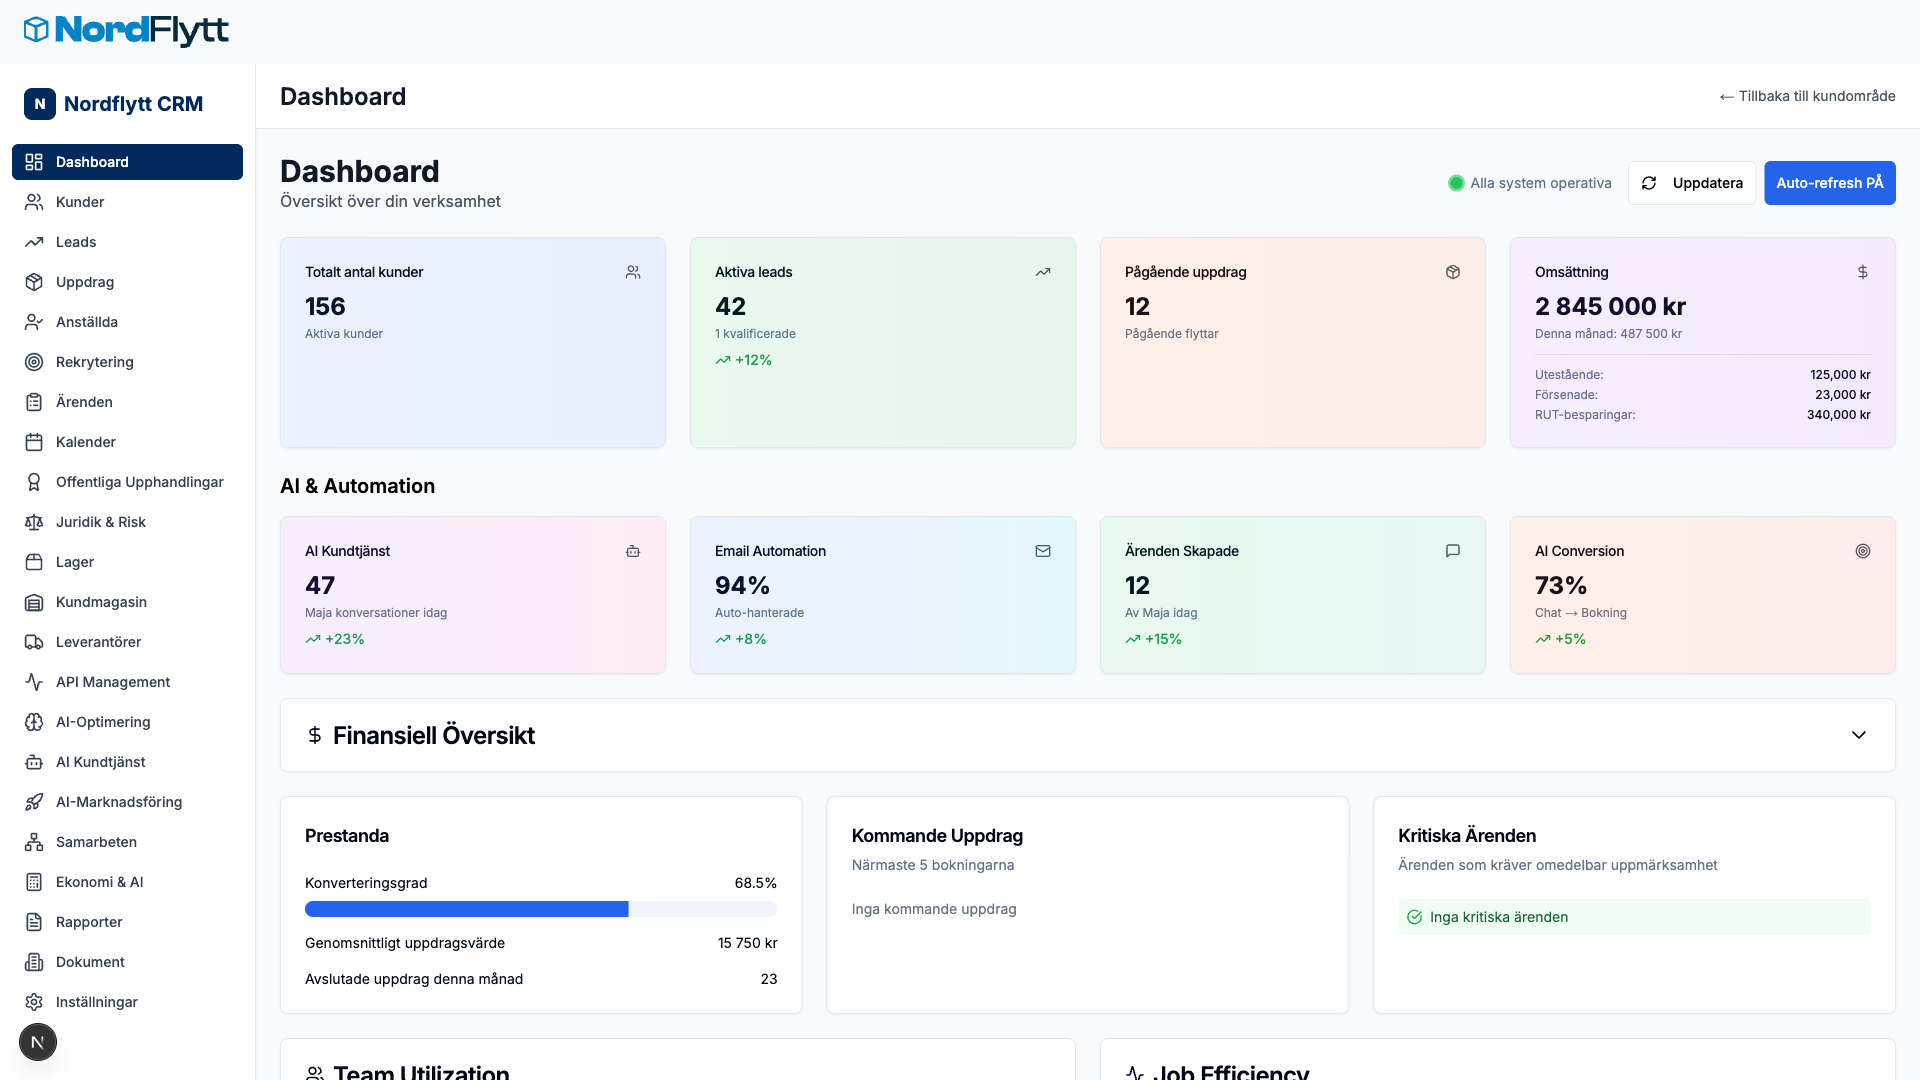 NordFlytt
N Nordflytt CRM
Dashboard
Kunder
Leads
Uppdrag
Anställda
Rekrytering
Ärenden
Kalender
Offentliga Upphandlingar
Juridik & Risk
Lager
Kundmagasin
Leverantörer
API Management
AI-Optimering
AI Kundtjänst
AI-Marknadsföring
Samarbeten
Ekonomi & AI
Rapporter
Dokument
Inställningar
N
Dashboard
← Tillbaka till kundområde
Dashboard
Översikt över din verksamhet
Alla system operativa
Uppdatera
Auto-refresh PÅ
Totalt antal kunder
156
Aktiva kunder
Aktiva leads
42
1 kvalificerade
+12%
Pågående uppdrag
12
Pågående flyttar
Omsättning
2 845 000 kr
Denna månad: 487 500 kr
Utestående: 125,000 kr
Försenade: 23,000 kr
RUT-besparingar: 340,000 kr
AI & Automation
AI Kundtjänst
47
Maja konversationer idag
+23%
Email Automation
94%
Auto-hanterade
+8%
Ärenden Skapade
12
Av Maja idag
+15%
AI Conversion
73%
Chat → Bokning
+5%
Finansiell Översikt
Prestanda
Konverteringsgrad 68.5%
Genomsnittligt uppdragsvärde 15 750 kr
Avslutade uppdrag denna månad 23
Kommande Uppdrag
Närmaste 5 bokningarna
Inga kommande uppdrag
Kritiska Ärenden
Ärenden som kräver omedelbar uppmärksamhet
Inga kritiska ärenden
Team Utilization
Job Efficiency